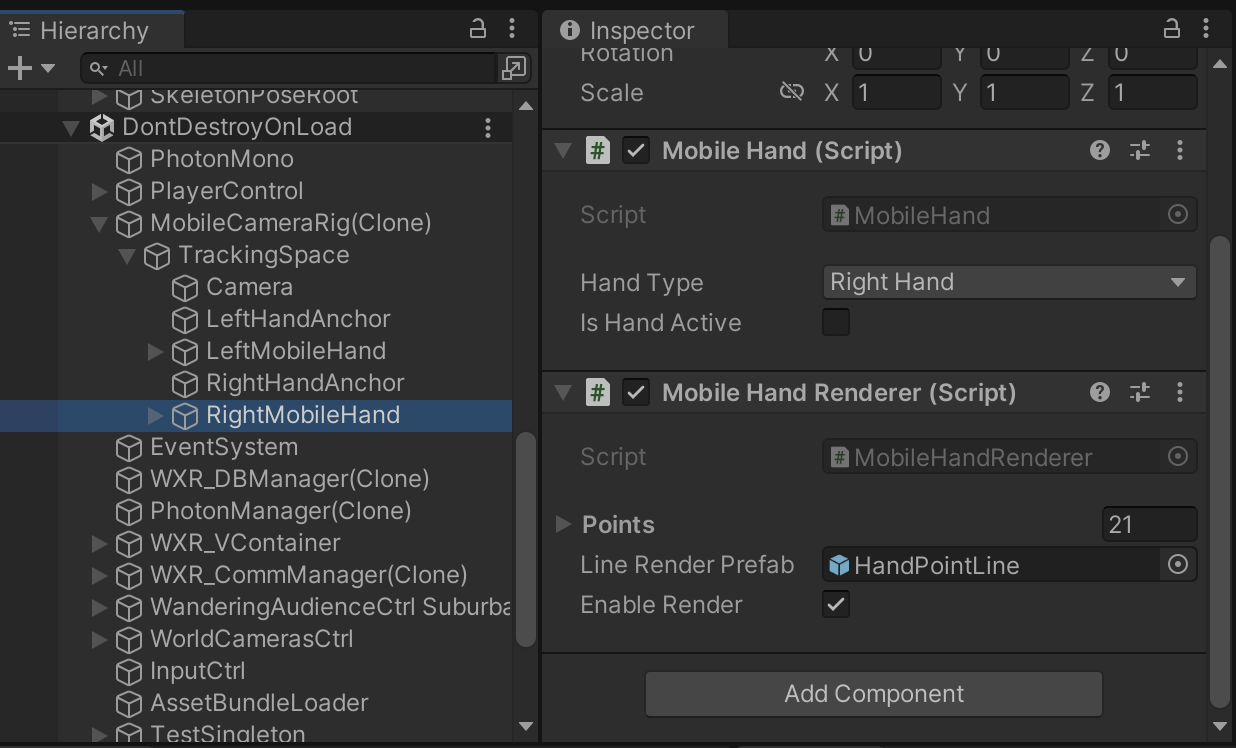 Hierarchy
All
SkeletonPoseRoot
DontDestroyOnLoad
PhotonMono
PlayerControl
MobileCameraRig(Clone)
TrackingSpace
Camera
LeftHandAnchor
LeftMobileHand
RightHandAnchor
RightMobileHand
EventSystem
WXR_DBManager(Clone)
PhotonManager(Clone)
WXR_VContainer
WXR_CommManager(Clone)
WanderingAudienceCtrl Suburba
WorldCamerasCtrl
InputCtrl
AssetBundleLoader
TestSingleton
Inspector
Rotation X 0 Y 0 Z 0
Scale X 1 Y 1 Z 1
# Mobile Hand (Script)
Script # MobileHand
Hand Type Right Hand
Is Hand Active
# Mobile Hand Renderer (Script)
Script # MobileHandRenderer
Points 21
Line Render Prefab HandPointLine
Enable Render
Add Component